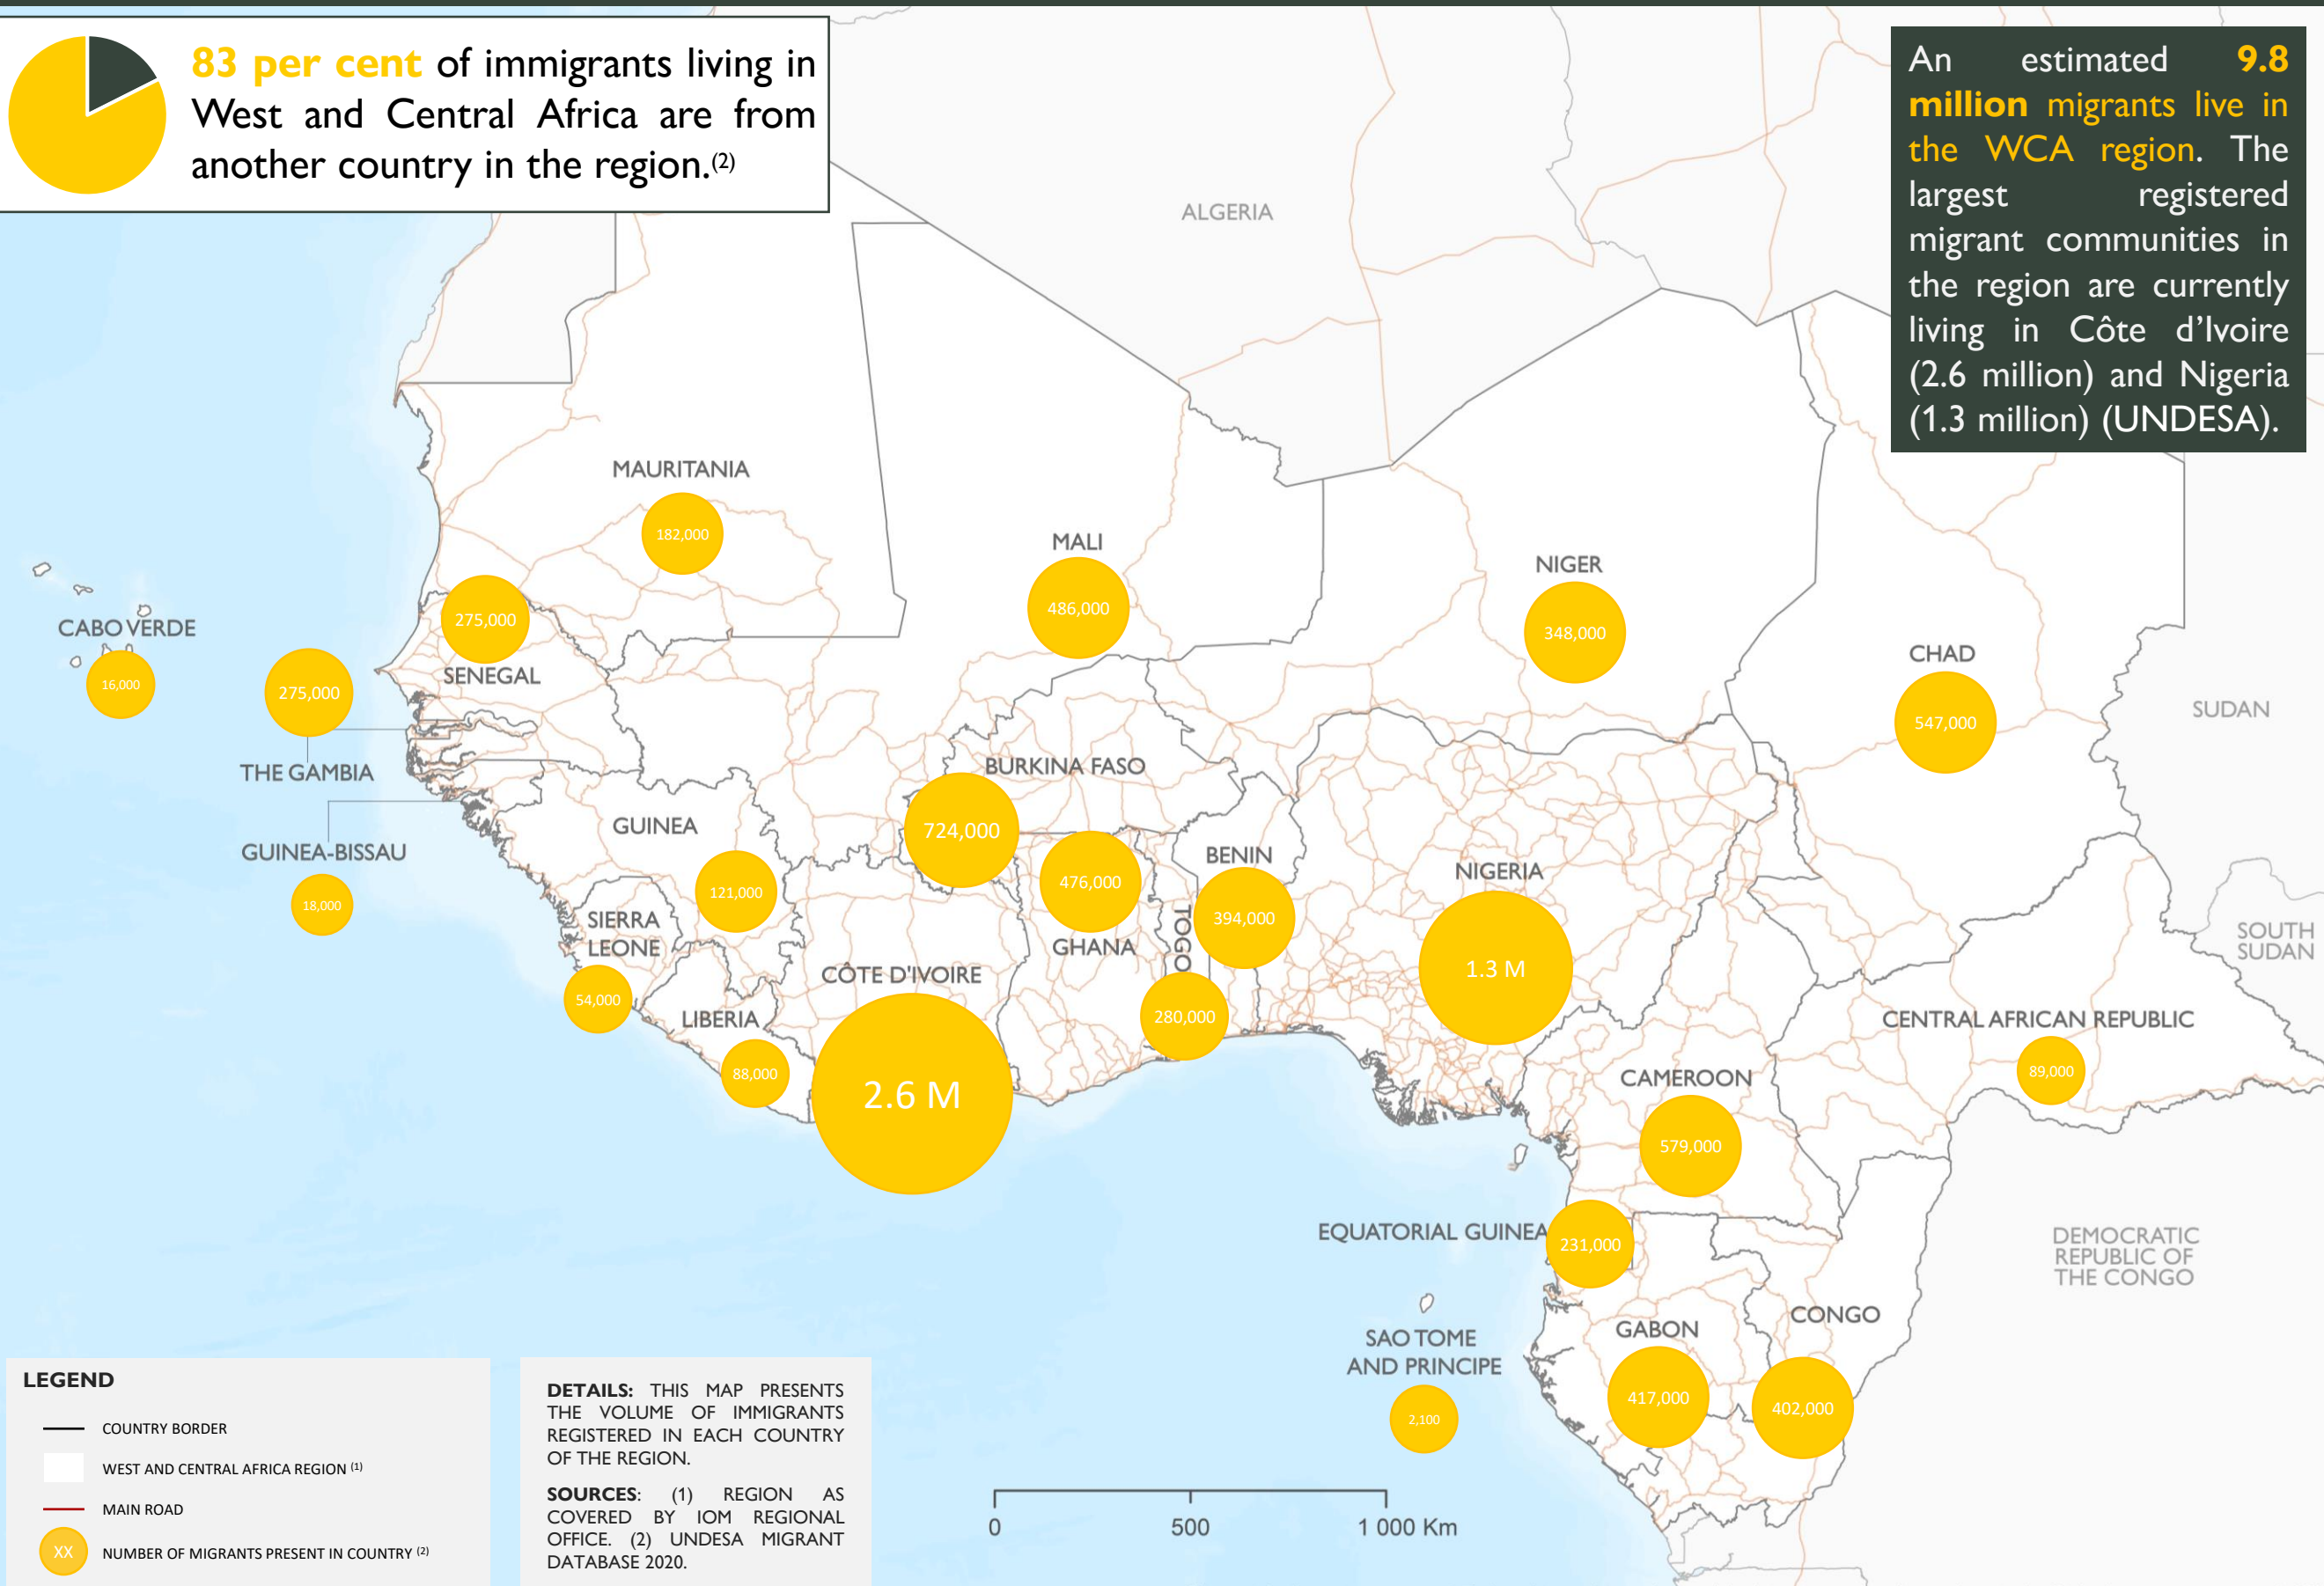 83 per cent of immigrants living in
West and Central Africa are from
another country in the region.(2)
An estimated 9.8
million migrants live in
the WCA region. The
largest registered
migrant communities in
the region are currently
living in Côte d'Ivoire
(2.6 million) and Nigeria
(1.3 million) (UNDESA).
ALGERIA
MAURITANIA
182,000
MALI
486,000
NIGER
348,000
CHAD
547,000
SUDAN
CABO VERDE
16,000
275,000
SENEGAL
275,000
THE GAMBIA
GUINEA-BISSAU
18,000
GUINEA
121,000
BURKINA FASO
724,000
476,000
GHANA
BENIN
394,000
TOGO
280,000
NIGERIA
1.3 M
SOUTH
SUDAN
SIERRA
LEONE
54,000
LIBERIA
88,000
CÔTE D'IVOIRE
2.6 M
CENTRAL AFRICAN REPUBLIC
89,000
CAMEROON
579,000
EQUATORIAL GUINEA
231,000
DEMOCRATIC
REPUBLIC OF
THE CONGO
SAO TOME
AND PRINCIPE
2,100
GABON
417,000
CONGO
402,000
LEGEND
COUNTRY BORDER
WEST AND CENTRAL AFRICA REGION (1)
MAIN ROAD
XX NUMBER OF MIGRANTS PRESENT IN COUNTRY (2)
DETAILS: THIS MAP PRESENTS
THE VOLUME OF IMMIGRANTS
REGISTERED IN EACH COUNTRY
OF THE REGION.
SOURCES: (1) REGION AS
COVERED BY IOM REGIONAL
OFFICE. (2) UNDESA MIGRANT
DATABASE 2020.
0 500 1 000 Km